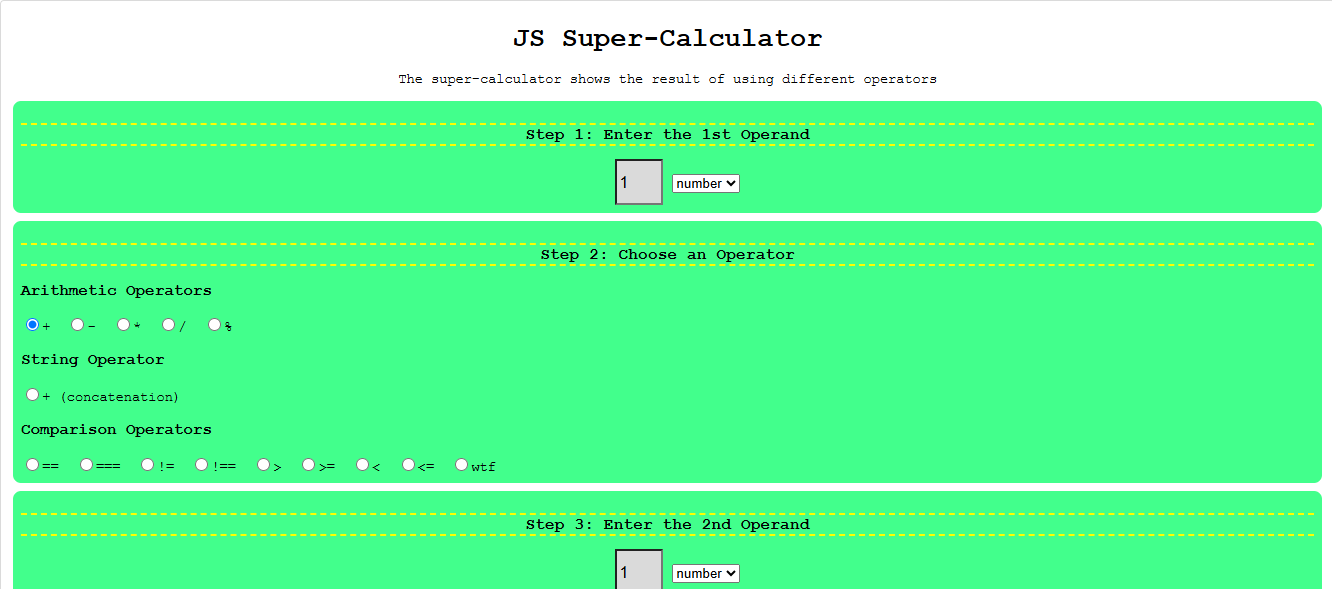 JS Super-Calculator
The super-calculator shows the result of using different operators
Step 1: Enter the 1st Operand
1 number
Step 2: Choose an Operator
Arithmetic Operators
+ - * / %
String Operator
+ (concatenation)
Comparison Operators
== === != !== > >= < <= wtf
Step 3: Enter the 2nd Operand
1 number